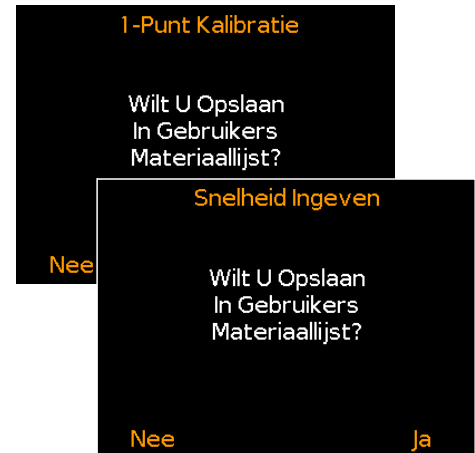 1-Punt Kalibratie
Wilt U Opslaan
In Gebruikers
Materiaallijst?
Nee
Snelheid Ingeven
Wilt U Opslaan
In Gebruikers
Materiaallijst?
Nee Ja